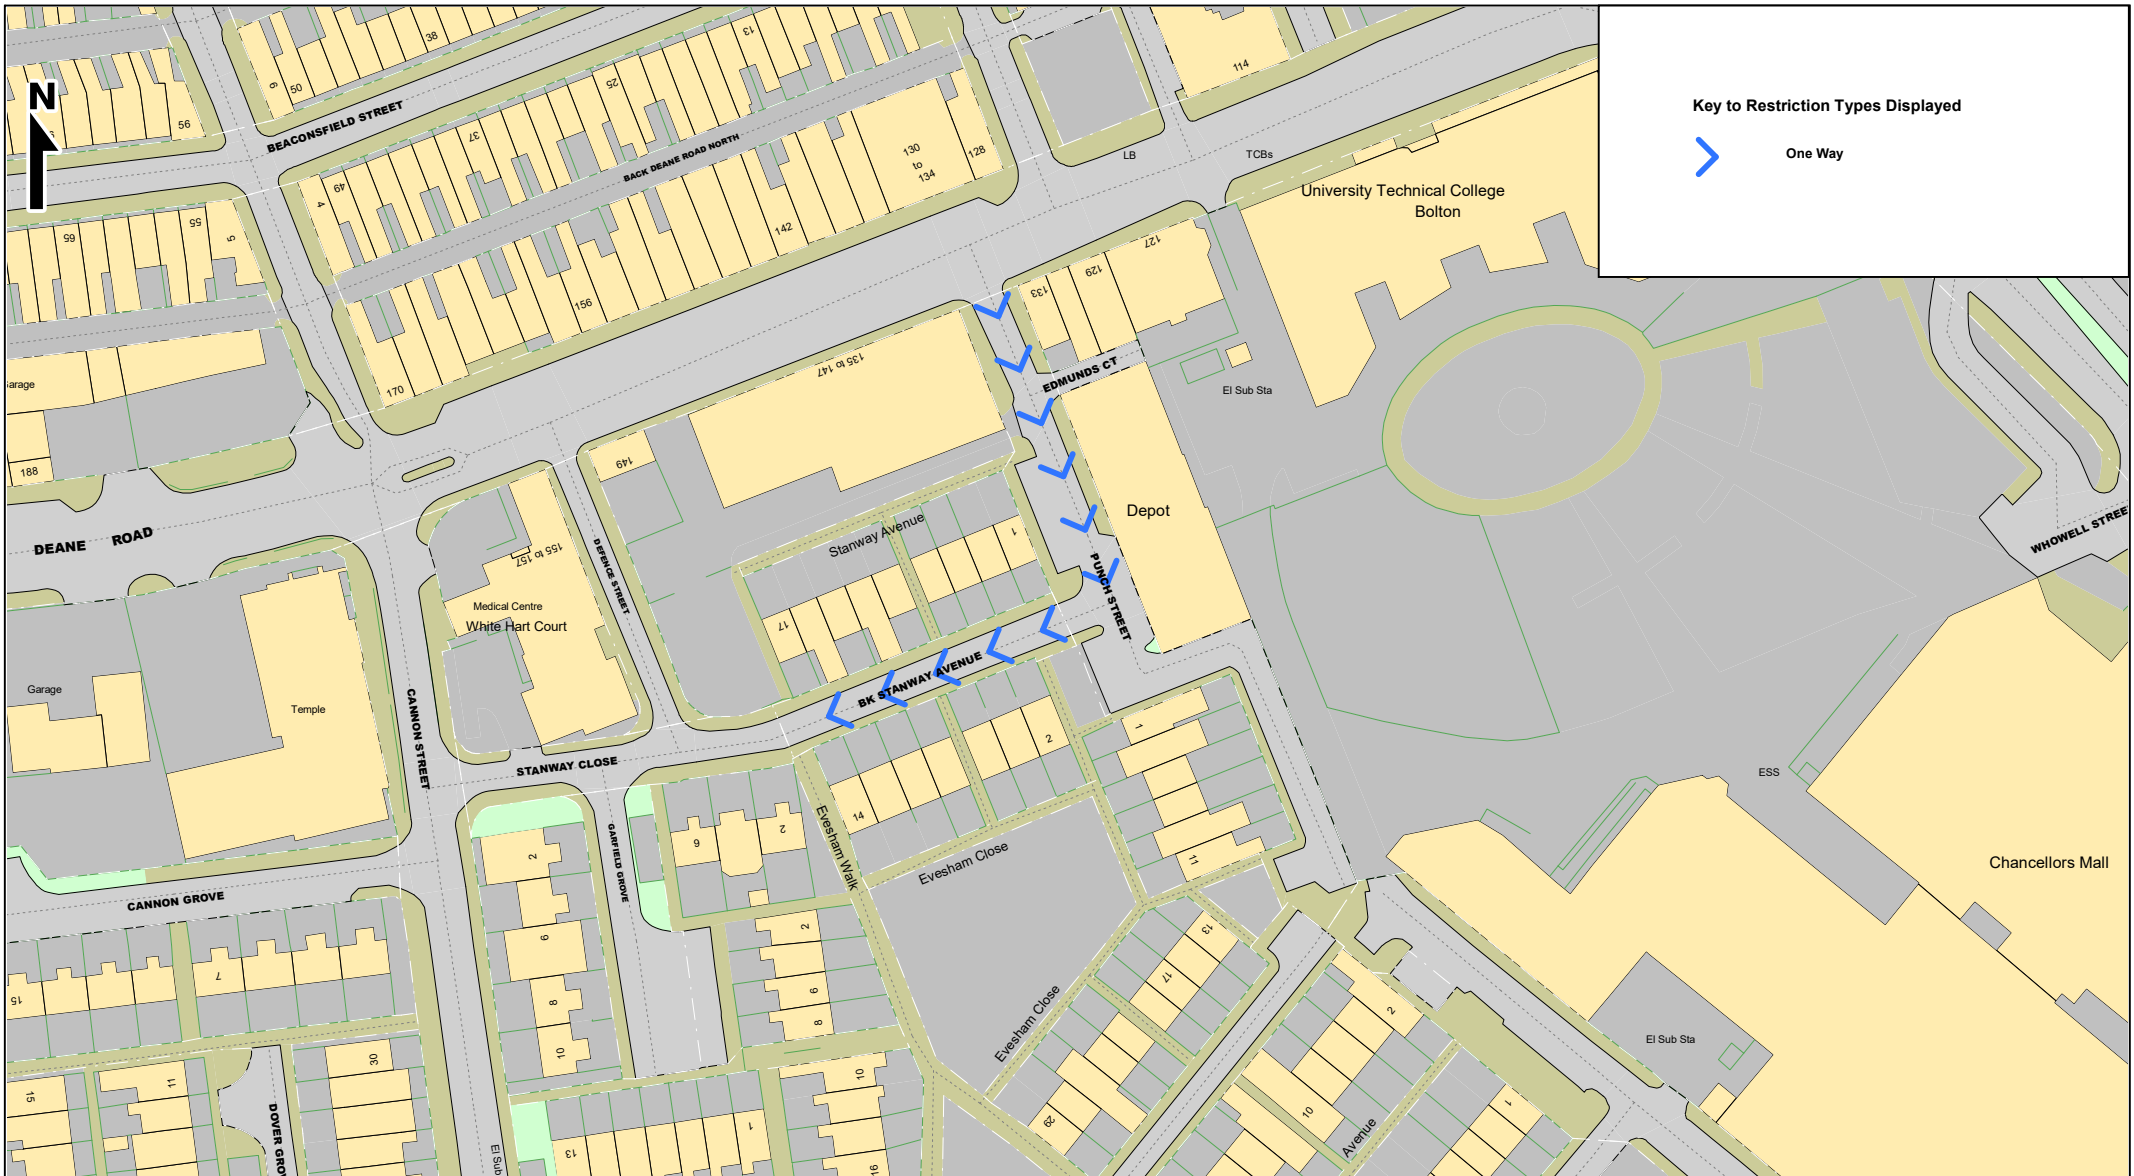 Key to Restriction Types Displayed
One Way
N
38
13
6
50
114
56
BEACONSFIELD STREET
25
37
BACK DEANE ROAD NORTH
130
to
134
128
LB
TCBs
49
4
University Technical College
Bolton
55
65
5
142
127
129
133
156
135 to 147
170
EDMUNDS CT
El Sub Sta
arage
149
188
DEANE ROAD
Stanway Avenue
1
Depot
155 to 157
DEFENCE STREET
WHOWELL STREE
PUNCH STREET
Medical Centre
White Hart Court
17
BK STANWAY AVENUE
Garage
Temple
CANNON STREET
STANWAY CLOSE
2
1
ESS
14
Evesham Walk
Evesham Close
6
2
2
GARFIELD GROVE
11
Chancellors Mall
CANNON GROVE
2
6
13
7
17
15
6
8
8
2
10
Evesham Close
El Sub Sta
30
11
15
10
29
10
1
1
DOVER GRO
El Sub
13
Avenue
16